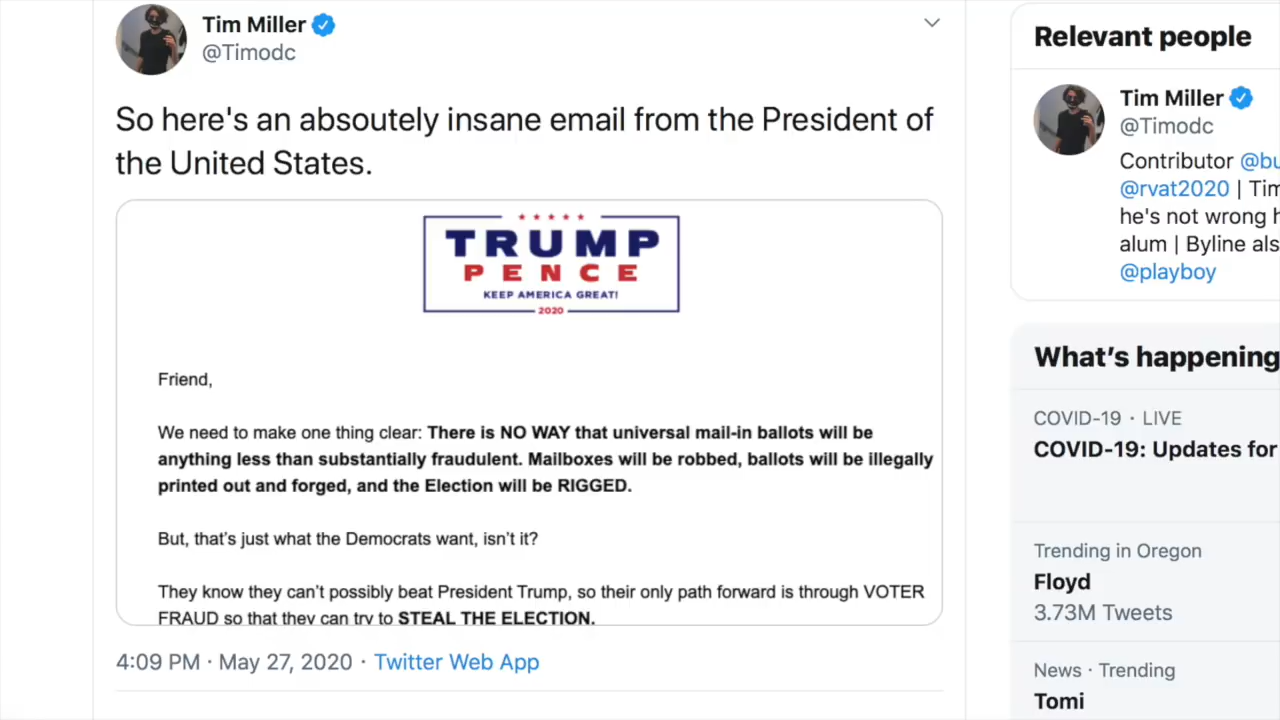 Tim Miller
@Timodc
So here's an absoutely insane email from the President of
the United States.
TRUMP
PENCE
KEEP AMERICA GREAT!
2020
Friend,
We need to make one thing clear: There is NO WAY that universal mail-in ballots will be
anything less than substantially fraudulent. Mailboxes will be robbed, ballots will be illegally
printed out and forged, and the Election will be RIGGED.
But, that's just what the Democrats want, isn't it?
They know they can't possibly beat President Trump, so their only path forward is through VOTER
FRAUD so that they can try to STEAL THE ELECTION.
4:09 PM · May 27, 2020 · Twitter Web App
Relevant people
Tim Miller
@Timodc
Contributor @bu
@rvat2020 | Tim
he's not wrong h
alum | Byline als
@playboy
What's happening
COVID-19 · LIVE
COVID-19: Updates for
Trending in Oregon
Floyd
3.73M Tweets
News · Trending
Tomi